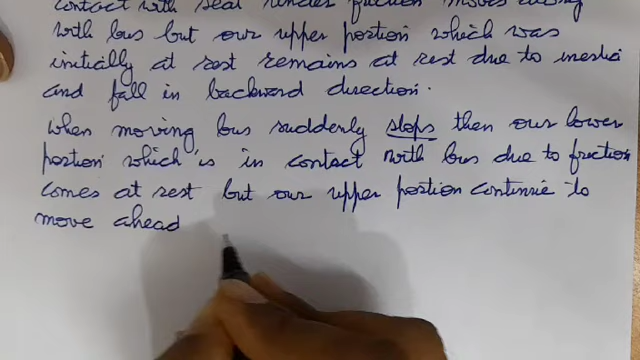 contact with seat under friction moves along
with bus but our upper portion which was
initially at rest remains at rest due to inertia
and fall in backward direction.
When moving bus suddenly stops then our lower
portion which is in contact with bus due to friction
comes at rest but our upper portion continue to
move ahead